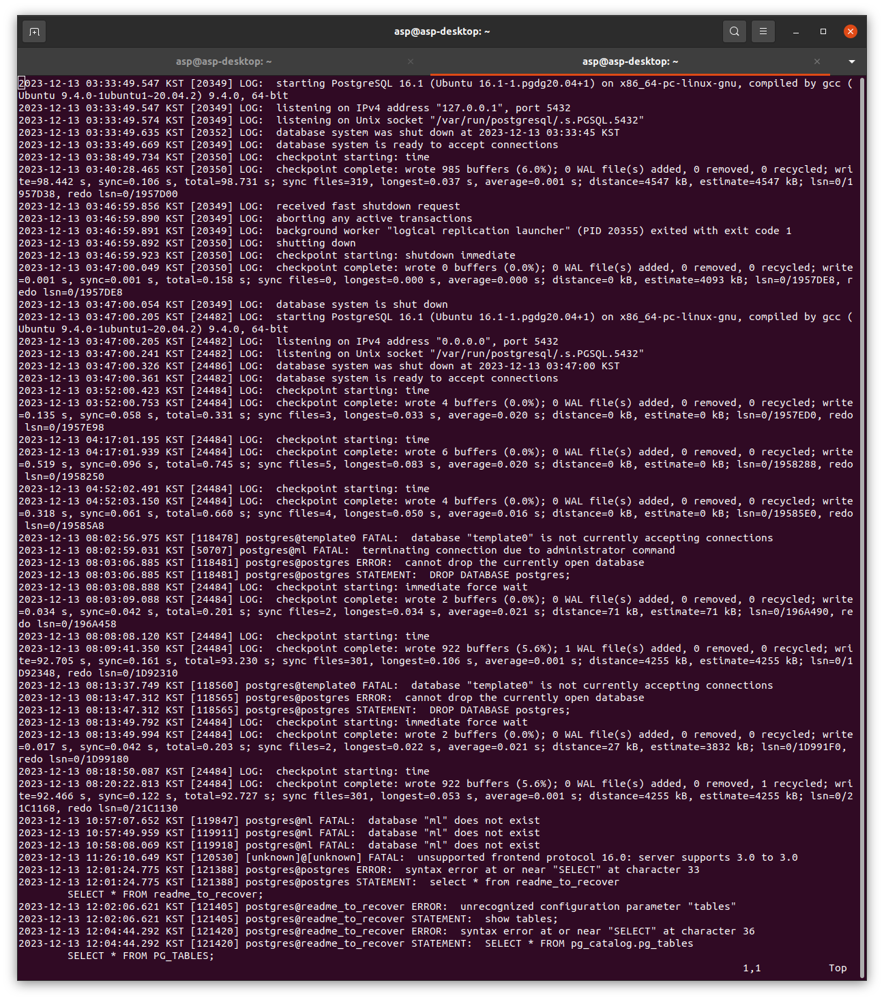 asp@asp-desktop: ~
asp@asp-desktop: ~
asp@asp-desktop: ~
2023-12-13 03:33:49.547 KST [20349] LOG:  starting PostgreSQL 16.1 (Ubuntu 16.1-1.pgdg20.04+1) on x86_64-pc-linux-gnu, compiled by gcc (
Ubuntu 9.4.0-1ubuntu1~20.04.2) 9.4.0, 64-bit
2023-12-13 03:33:49.547 KST [20349] LOG:  listening on IPv4 address "127.0.0.1", port 5432
2023-12-13 03:33:49.574 KST [20349] LOG:  listening on Unix socket "/var/run/postgresql/.s.PGSQL.5432"
2023-12-13 03:33:49.635 KST [20352] LOG:  database system was shut down at 2023-12-13 03:33:45 KST
2023-12-13 03:33:49.669 KST [20349] LOG:  database system is ready to accept connections
2023-12-13 03:38:49.734 KST [20350] LOG:  checkpoint starting: time
2023-12-13 03:40:28.465 KST [20350] LOG:  checkpoint complete: wrote 985 buffers (6.0%); 0 WAL file(s) added, 0 removed, 0 recycled; wri
te=98.442 s, sync=0.106 s, total=98.731 s; sync files=319, longest=0.037 s, average=0.001 s; distance=4547 kB, estimate=4547 kB; lsn=0/1
957D38, redo lsn=0/1957D00
2023-12-13 03:46:59.856 KST [20349] LOG:  received fast shutdown request
2023-12-13 03:46:59.890 KST [20349] LOG:  aborting any active transactions
2023-12-13 03:46:59.891 KST [20349] LOG:  background worker "logical replication launcher" (PID 20355) exited with exit code 1
2023-12-13 03:46:59.892 KST [20350] LOG:  shutting down
2023-12-13 03:46:59.923 KST [20350] LOG:  checkpoint starting: shutdown immediate
2023-12-13 03:47:00.049 KST [20350] LOG:  checkpoint complete: wrote 0 buffers (0.0%); 0 WAL file(s) added, 0 removed, 0 recycled; write
=0.001 s, sync=0.001 s, total=0.158 s; sync files=0, longest=0.000 s, average=0.000 s; distance=0 kB, estimate=4093 kB; lsn=0/1957DE8, r
edo lsn=0/1957DE8
2023-12-13 03:47:00.054 KST [20349] LOG:  database system is shut down
2023-12-13 03:47:00.205 KST [24482] LOG:  starting PostgreSQL 16.1 (Ubuntu 16.1-1.pgdg20.04+1) on x86_64-pc-linux-gnu, compiled by gcc (
Ubuntu 9.4.0-1ubuntu1~20.04.2) 9.4.0, 64-bit
2023-12-13 03:47:00.205 KST [24482] LOG:  listening on IPv4 address "0.0.0.0", port 5432
2023-12-13 03:47:00.241 KST [24482] LOG:  listening on Unix socket "/var/run/postgresql/.s.PGSQL.5432"
2023-12-13 03:47:00.326 KST [24486] LOG:  database system was shut down at 2023-12-13 03:47:00 KST
2023-12-13 03:47:00.361 KST [24482] LOG:  database system is ready to accept connections
2023-12-13 03:52:00.423 KST [24484] LOG:  checkpoint starting: time
2023-12-13 03:52:00.753 KST [24484] LOG:  checkpoint complete: wrote 4 buffers (0.0%); 0 WAL file(s) added, 0 removed, 0 recycled; write
=0.135 s, sync=0.058 s, total=0.331 s; sync files=3, longest=0.033 s, average=0.020 s; distance=0 kB, estimate=0 kB; lsn=0/1957ED0, redo
 lsn=0/1957E98
2023-12-13 04:17:01.195 KST [24484] LOG:  checkpoint starting: time
2023-12-13 04:17:01.939 KST [24484] LOG:  checkpoint complete: wrote 6 buffers (0.0%); 0 WAL file(s) added, 0 removed, 0 recycled; write
=0.519 s, sync=0.096 s, total=0.745 s; sync files=5, longest=0.083 s, average=0.020 s; distance=0 kB, estimate=0 kB; lsn=0/1958288, redo
 lsn=0/1958250
2023-12-13 04:52:02.491 KST [24484] LOG:  checkpoint starting: time
2023-12-13 04:52:03.150 KST [24484] LOG:  checkpoint complete: wrote 4 buffers (0.0%); 0 WAL file(s) added, 0 removed, 0 recycled; write
=0.318 s, sync=0.061 s, total=0.660 s; sync files=4, longest=0.050 s, average=0.016 s; distance=0 kB, estimate=0 kB; lsn=0/19585E0, redo
 lsn=0/19585A8
2023-12-13 08:02:56.975 KST [118478] postgres@template0 FATAL:  database "template0" is not currently accepting connections
2023-12-13 08:02:59.031 KST [50707] postgres@ml FATAL:  terminating connection due to administrator command
2023-12-13 08:03:06.885 KST [118481] postgres@postgres ERROR:  cannot drop the currently open database
2023-12-13 08:03:06.885 KST [118481] postgres@postgres STATEMENT:  DROP DATABASE postgres;
2023-12-13 08:03:08.888 KST [24484] LOG:  checkpoint starting: immediate force wait
2023-12-13 08:03:09.088 KST [24484] LOG:  checkpoint complete: wrote 2 buffers (0.0%); 0 WAL file(s) added, 0 removed, 0 recycled; write
=0.034 s, sync=0.042 s, total=0.201 s; sync files=2, longest=0.034 s, average=0.021 s; distance=71 kB, estimate=71 kB; lsn=0/196A490, re
do lsn=0/196A458
2023-12-13 08:08:08.120 KST [24484] LOG:  checkpoint starting: time
2023-12-13 08:09:41.350 KST [24484] LOG:  checkpoint complete: wrote 922 buffers (5.6%); 1 WAL file(s) added, 0 removed, 0 recycled; wri
te=92.705 s, sync=0.161 s, total=93.230 s; sync files=301, longest=0.106 s, average=0.001 s; distance=4255 kB, estimate=4255 kB; lsn=0/1
D92348, redo lsn=0/1D92310
2023-12-13 08:13:37.749 KST [118560] postgres@template0 FATAL:  database "template0" is not currently accepting connections
2023-12-13 08:13:47.312 KST [118565] postgres@postgres ERROR:  cannot drop the currently open database
2023-12-13 08:13:47.312 KST [118565] postgres@postgres STATEMENT:  DROP DATABASE postgres;
2023-12-13 08:13:49.792 KST [24484] LOG:  checkpoint starting: immediate force wait
2023-12-13 08:13:49.994 KST [24484] LOG:  checkpoint complete: wrote 2 buffers (0.0%); 0 WAL file(s) added, 0 removed, 0 recycled; write
=0.017 s, sync=0.042 s, total=0.203 s; sync files=2, longest=0.022 s, average=0.021 s; distance=27 kB, estimate=3832 kB; lsn=0/1D991F0,
redo lsn=0/1D99180
2023-12-13 08:18:50.087 KST [24484] LOG:  checkpoint starting: time
2023-12-13 08:20:22.813 KST [24484] LOG:  checkpoint complete: wrote 922 buffers (5.6%); 0 WAL file(s) added, 0 removed, 1 recycled; wri
te=92.466 s, sync=0.122 s, total=92.727 s; sync files=301, longest=0.053 s, average=0.001 s; distance=4255 kB, estimate=4255 kB; lsn=0/2
1C1168, redo lsn=0/21C1130
2023-12-13 10:57:07.652 KST [119847] postgres@ml FATAL:  database "ml" does not exist
2023-12-13 10:57:49.959 KST [119911] postgres@ml FATAL:  database "ml" does not exist
2023-12-13 10:58:08.069 KST [119918] postgres@ml FATAL:  database "ml" does not exist
2023-12-13 11:26:10.649 KST [120530] [unknown]@[unknown] FATAL:  unsupported frontend protocol 16.0: server supports 3.0 to 3.0
2023-12-13 12:01:24.775 KST [121388] postgres@postgres ERROR:  syntax error at or near "SELECT" at character 33
2023-12-13 12:01:24.775 KST [121388] postgres@postgres STATEMENT:  select * from readme_to_recover
        SELECT * FROM readme_to_recover;
2023-12-13 12:02:06.621 KST [121405] postgres@readme_to_recover ERROR:  unrecognized configuration parameter "tables"
2023-12-13 12:02:06.621 KST [121405] postgres@readme_to_recover STATEMENT:  show tables;
2023-12-13 12:04:44.292 KST [121420] postgres@readme_to_recover ERROR:  syntax error at or near "SELECT" at character 36
2023-12-13 12:04:44.292 KST [121420] postgres@readme_to_recover STATEMENT:  SELECT * FROM pg_catalog.pg_tables
        SELECT * FROM PG_TABLES;
1,1           Top